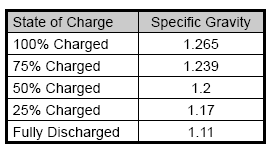 State of Charge Specific Gravity
100% Charged 1.265
75% Charged 1.239
50% Charged 1.2
25% Charged 1.17
Fully Discharged 1.11